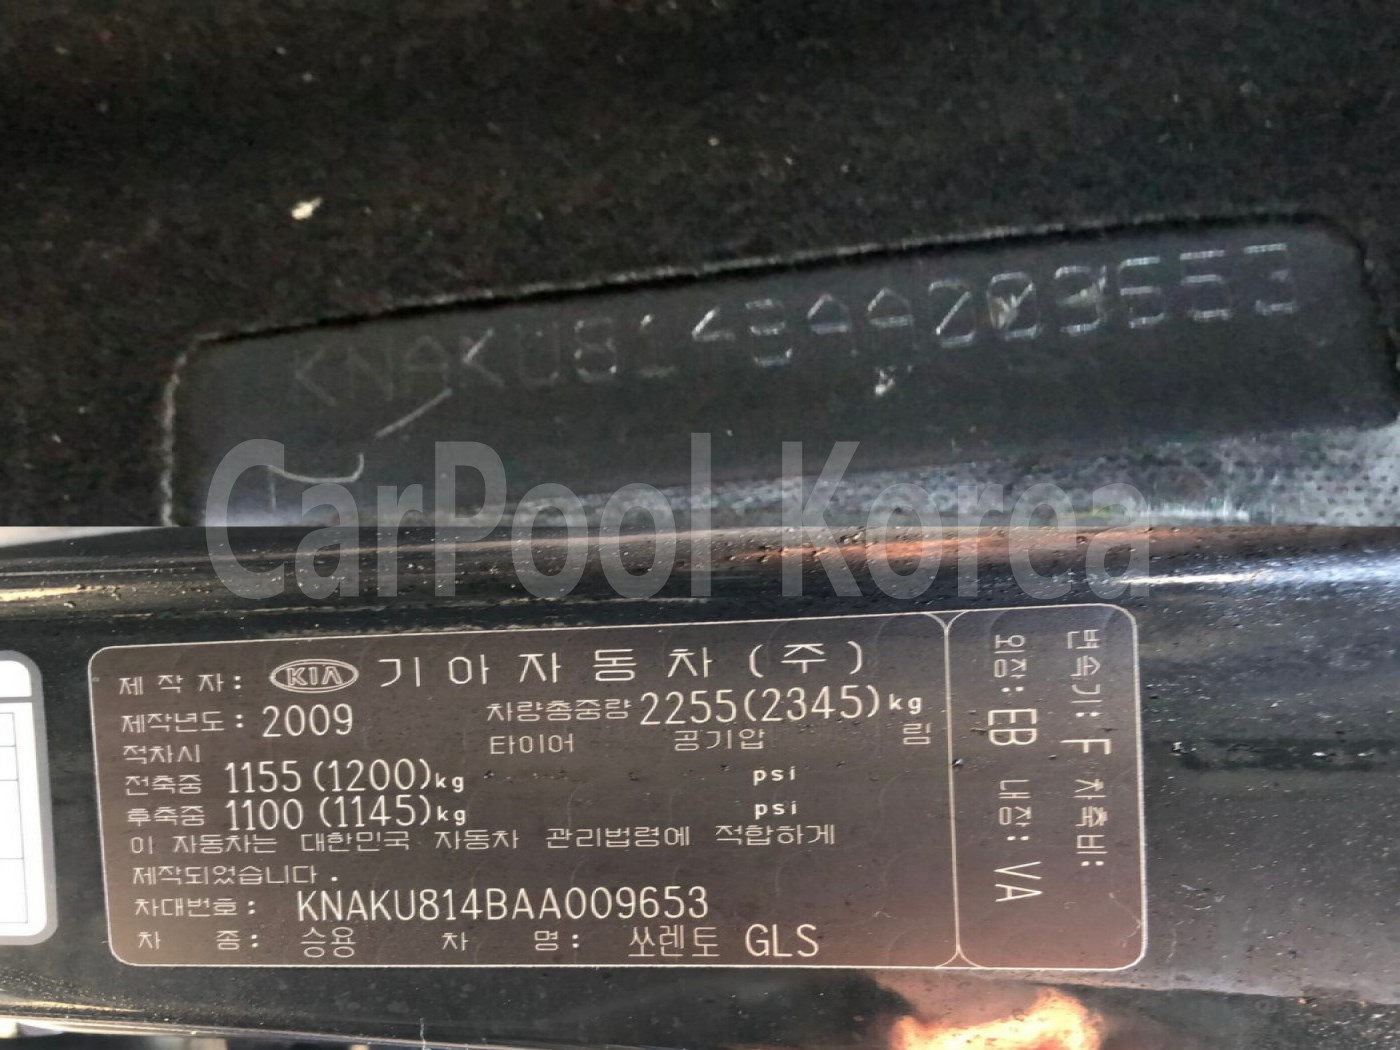 KNAKU814BAA009653
CarPool Korea
제작자: KIA 기아자동차(주)
제작년도: 2009 차량총중량 2255(2345)kg
적차시 타이어 공기압 림
전축중 1155(1200)kg psi
후축중 1100(1145)kg psi
이 자동차는 대한민국 자동차 관리법령에 적합하게
제작되었습니다.
차대번호: KNAKU814BAA009653
차 종: 승용 차 명: 쏘렌토 GLS
변속기: F 차축비:
외장: EB 내장: VA